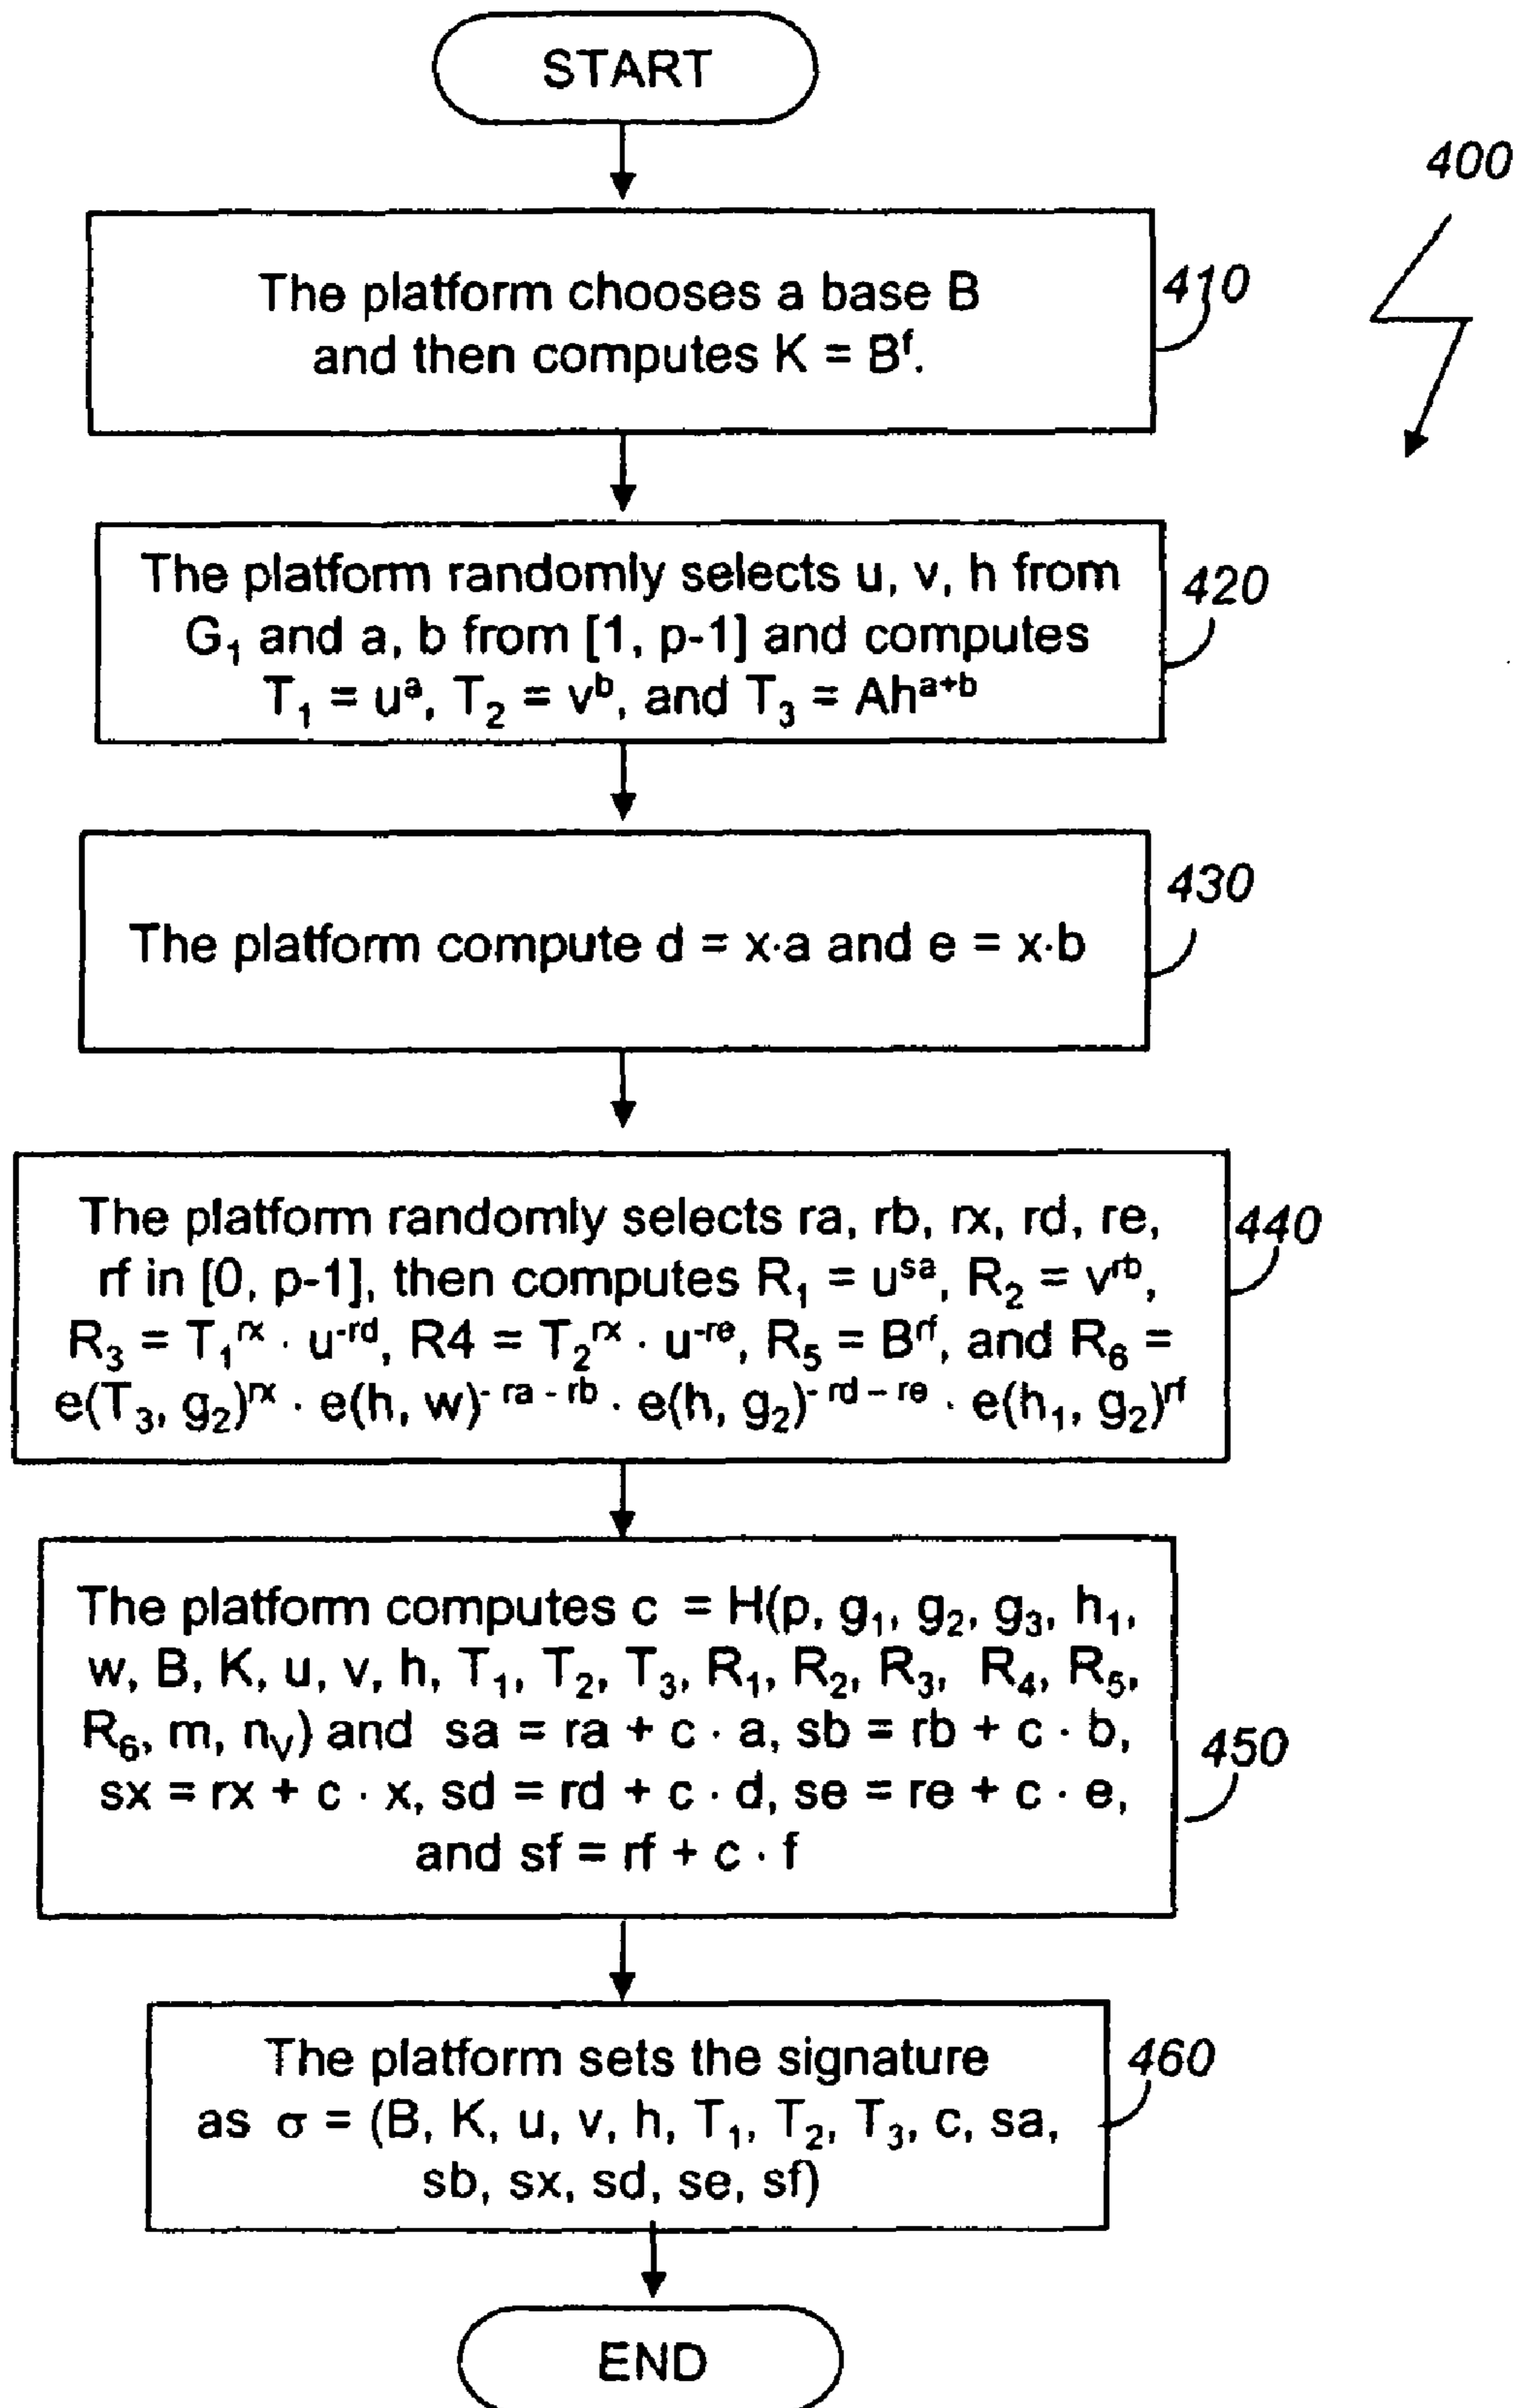 START
400
The platform chooses a base B
and then computes K = Bᶠ.
410
The platform randomly selects u, v, h from
G₁ and a, b from [1, p-1] and computes
T₁ = uᵃ, T₂ = vᵇ, and T₃ = Ahᵃ⁺ᵇ
420
The platform compute d = x·a and e = x·b
430
The platform randomly selects ra, rb, rx, rd, re,
rf in [0, p-1], then computes R₁ = u^sa, R₂ = v^rb,
R₃ = T₁^rx · u^-rd, R4 = T₂^rx · u^-re, R₅ = B^rf, and R₆ =
e(T₃, g₂)^rx · e(h, w)^- ra - rb · e(h, g₂)^- rd – re · e(h₁, g₂)^rf
440
The platform computes c = H(p, g₁, g₂, g₃, h₁,
w, B, K, u, v, h, T₁, T₂, T₃, R₁, R₂, R₃, R₄, R₅,
R₆, m, n_V) and sa = ra + c · a, sb = rb + c · b,
sx = rx + c · x, sd = rd + c · d, se = re + c · e,
and sf = rf + c · f
450
The platform sets the signature
as σ = (B, K, u, v, h, T₁, T₂, T₃, c, sa,
sb, sx, sd, se, sf)
460
END